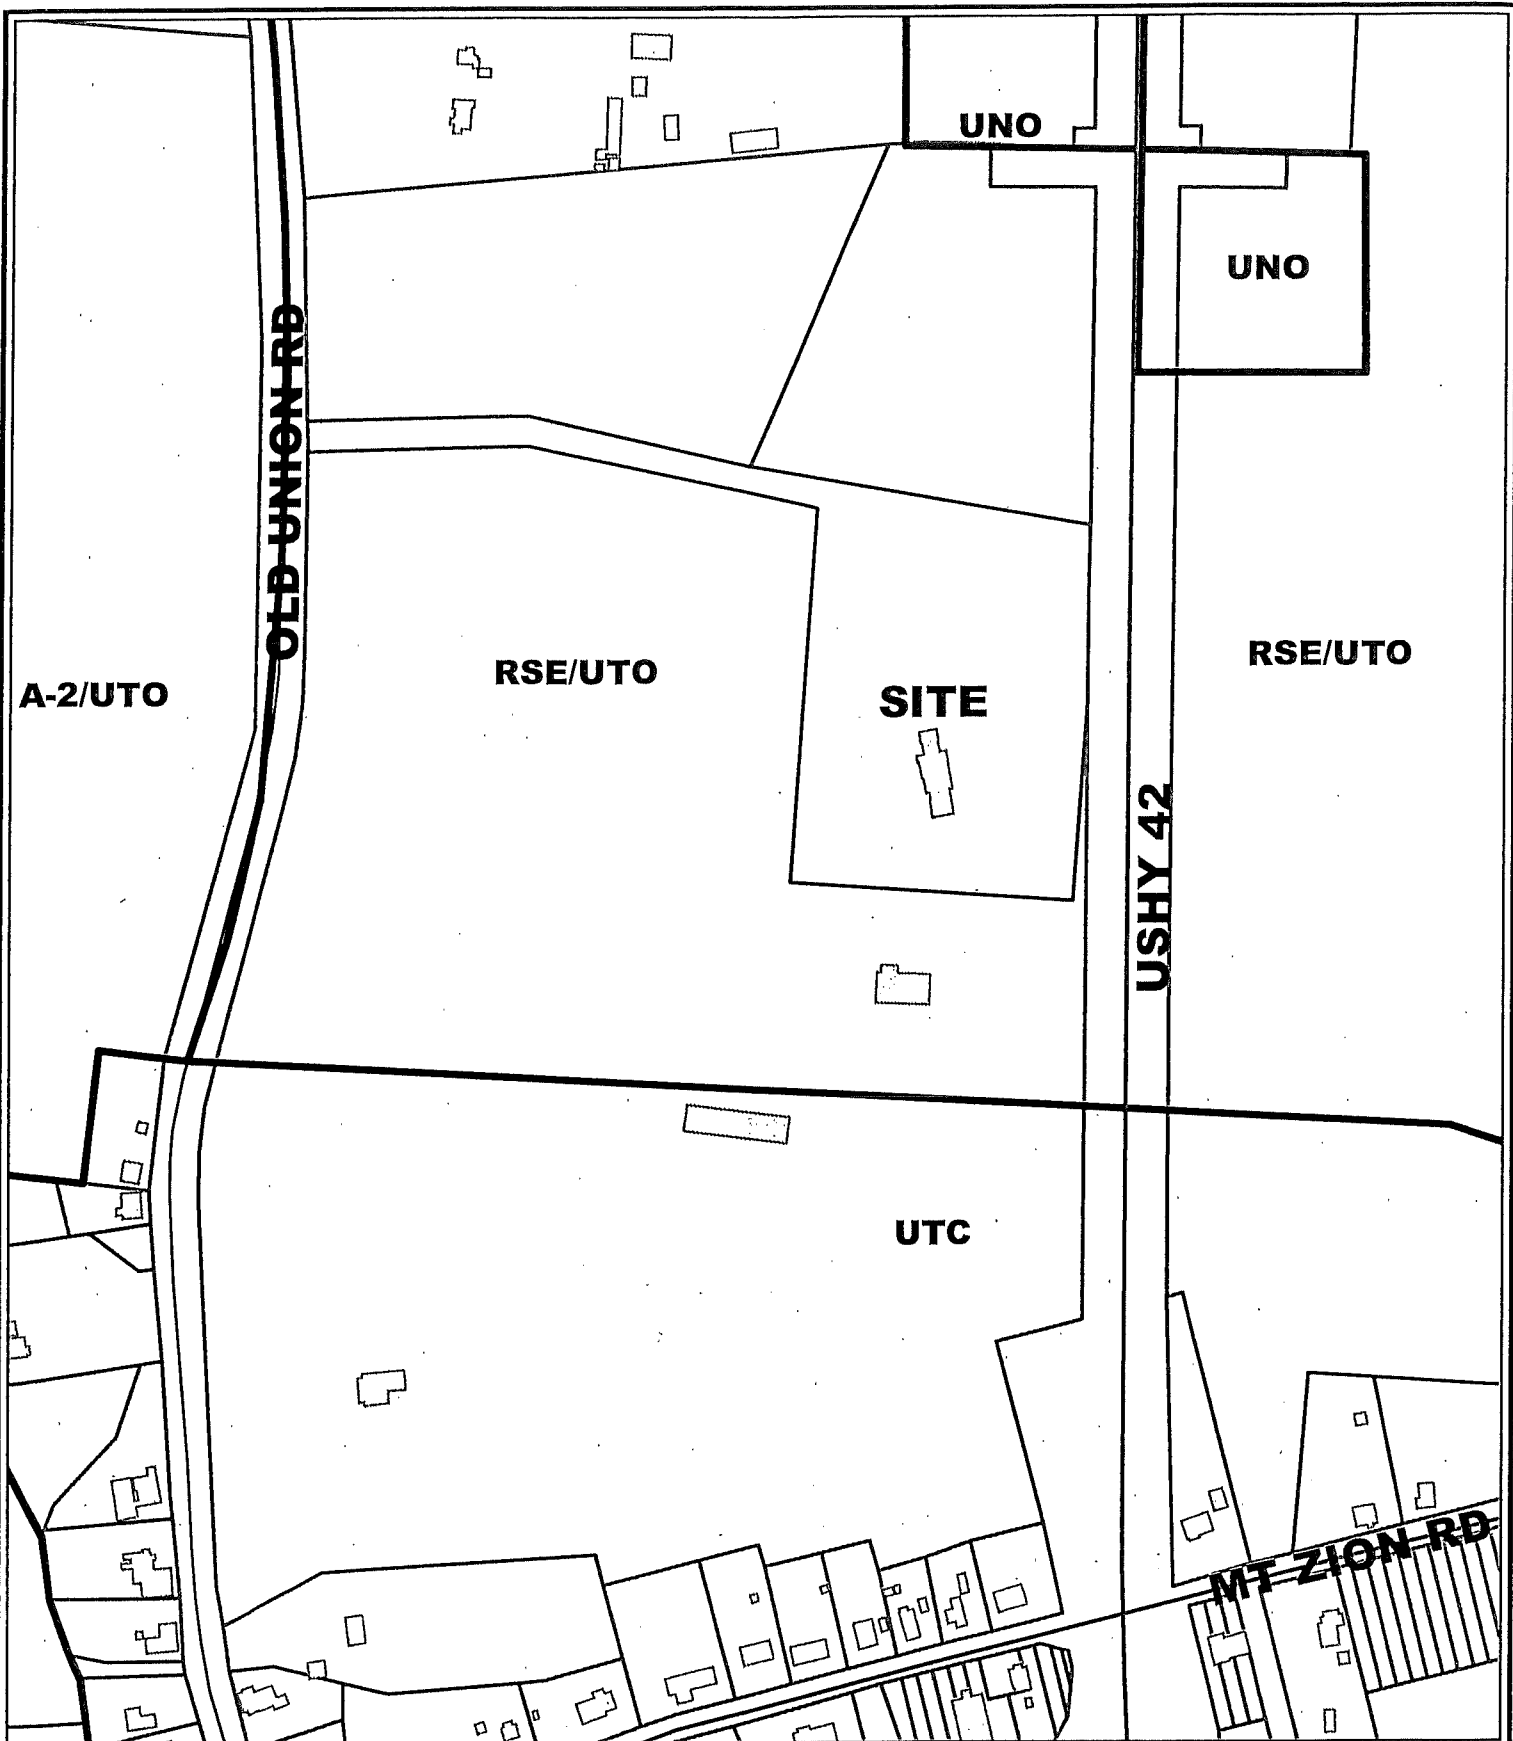 UNO
UNO
OLD UNION RD
RSE/UTO
RSE/UTO
A-2/UTO
SITE
USHY 42
UTC
MT ZION RD